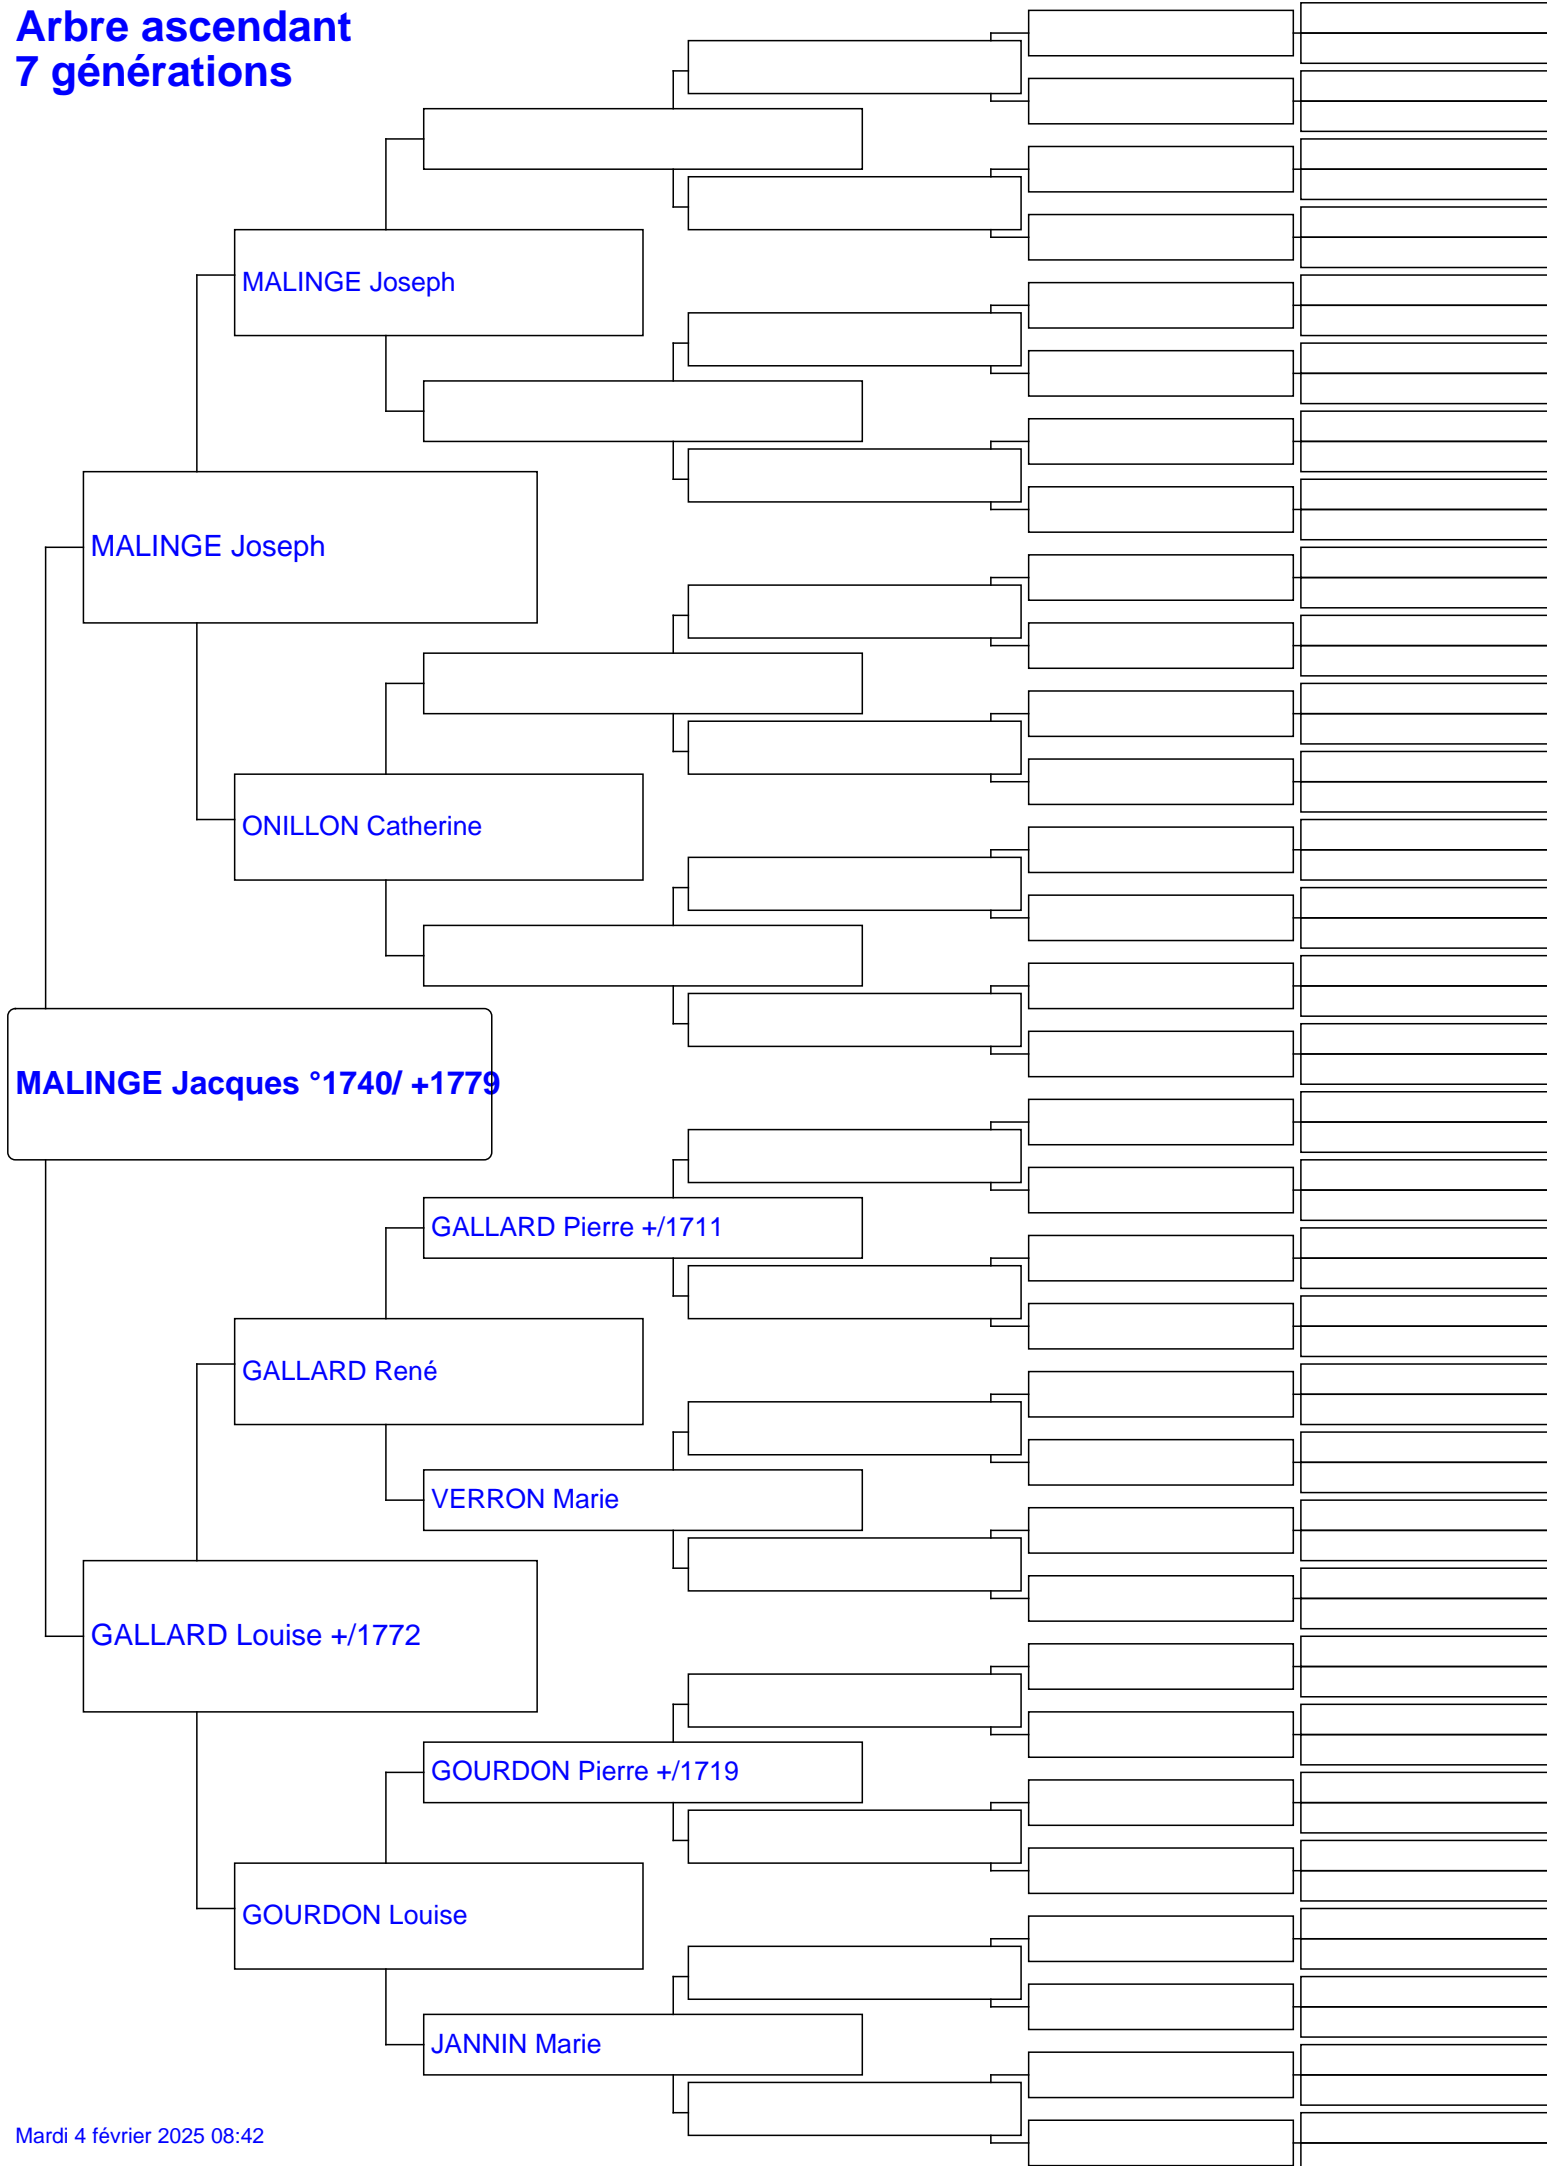 Arbre ascendant
7 générations
MALINGE Joseph
MALINGE Joseph
ONILLON Catherine
MALINGE Jacques °1740/ +1779
GALLARD Pierre +/1711
GALLARD René
VERRON Marie
GALLARD Louise +/1772
GOURDON Pierre +/1719
GOURDON Louise
JANNIN Marie
Mardi 4 février 2025 08:42